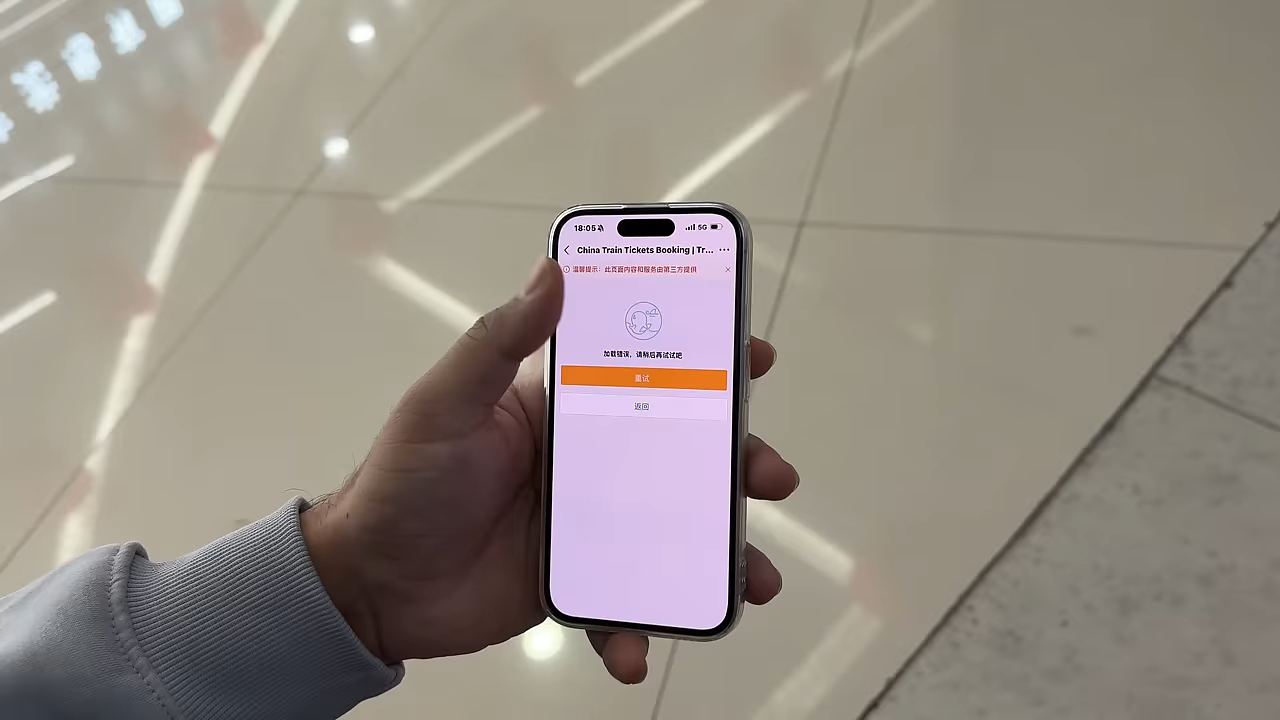 18:05 5G
China Train Tickets Booking | Tr...
温馨提示：此页面内容和服务由第三方提供
加载错误，请稍后再试试吧
重试
返回